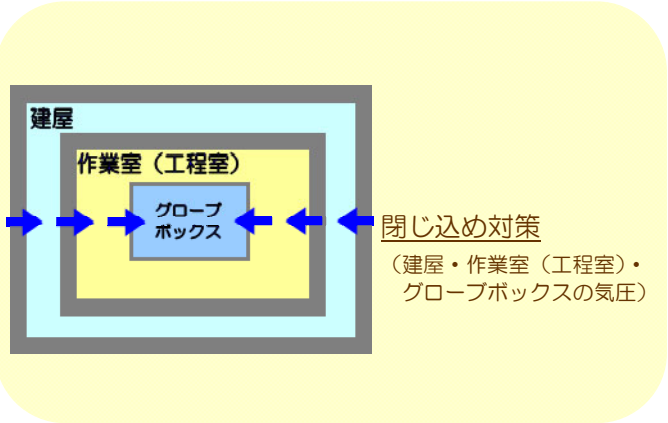 建屋
作業室（工程室）
グローブ
ボックス
閉じ込め対策
（建屋・作業室（工程室）・
グローブボックスの気圧）